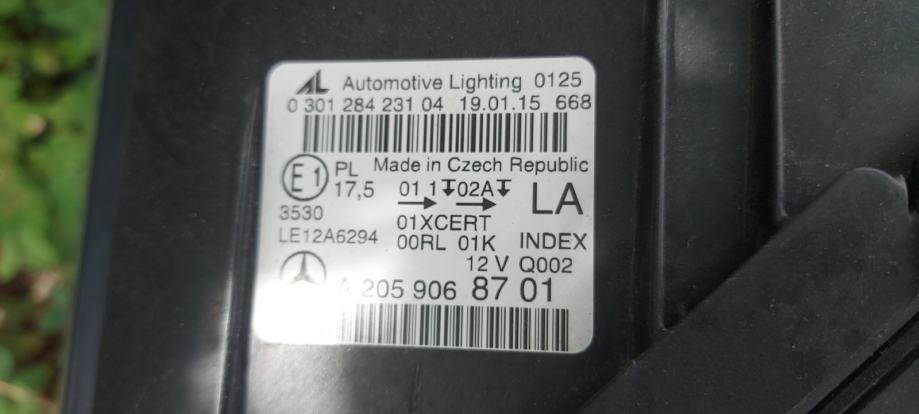 AL Automotive Lighting 0125
0 301 284 231 04 19.01.15 668
Made in Czech Republic
E1 PL
17,5
01 1 02A
LA
3530
01XCERT
LE12A6294
00RL 01K INDEX
12 V Q002
A 205 906 87 01